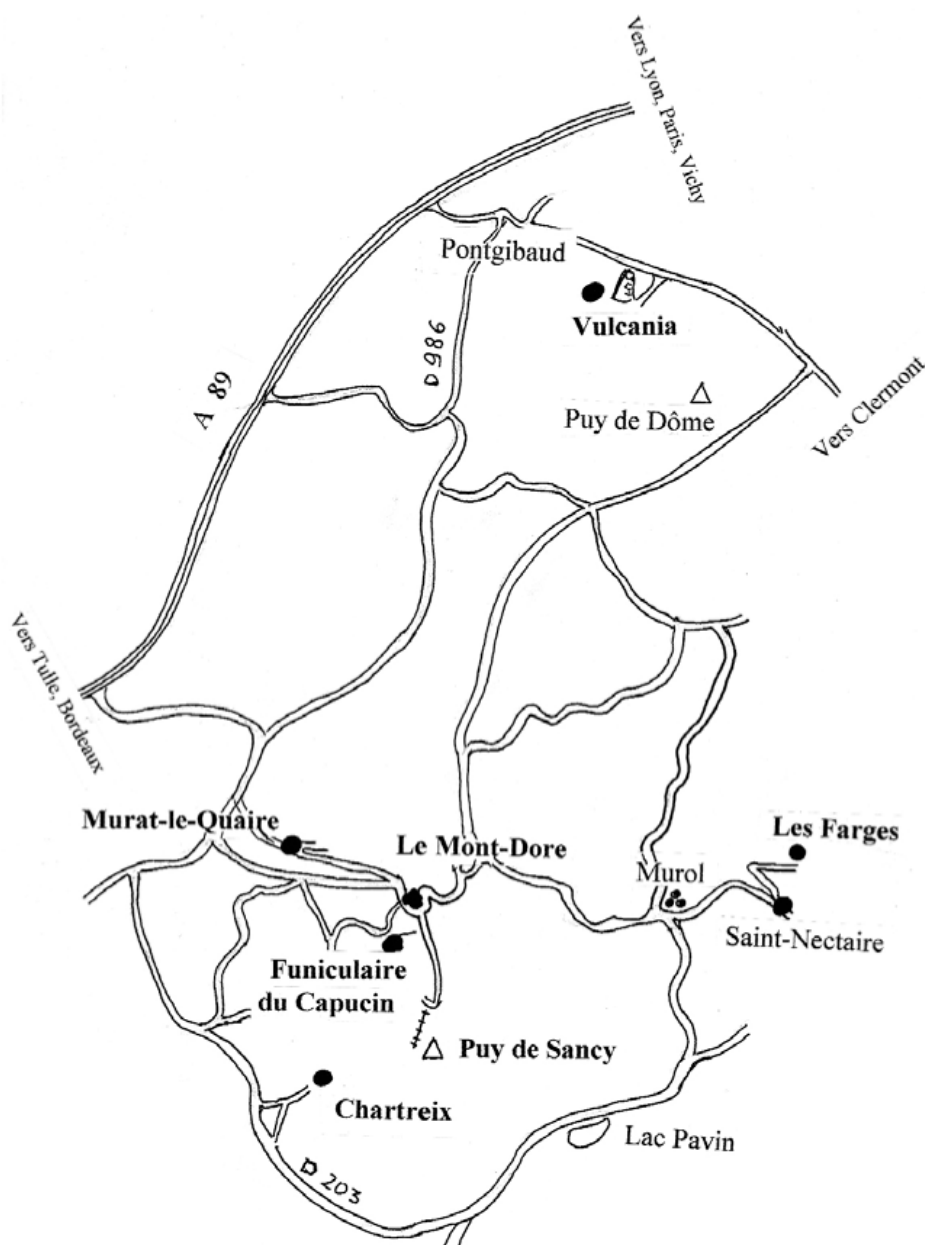 Vers Lyon, Paris, Vichy
Pontgibaud
Vulcania
D 986
A 89
Puy de Dôme
Vers Clermont
Vers Tulle, Bordeaux
Murat-le-Quaire
Le Mont-Dore
Les Farges
Murol
Saint-Nectaire
Funiculaire
du Capucin
Puy de Sancy
Chartreix
Lac Pavin
D 203